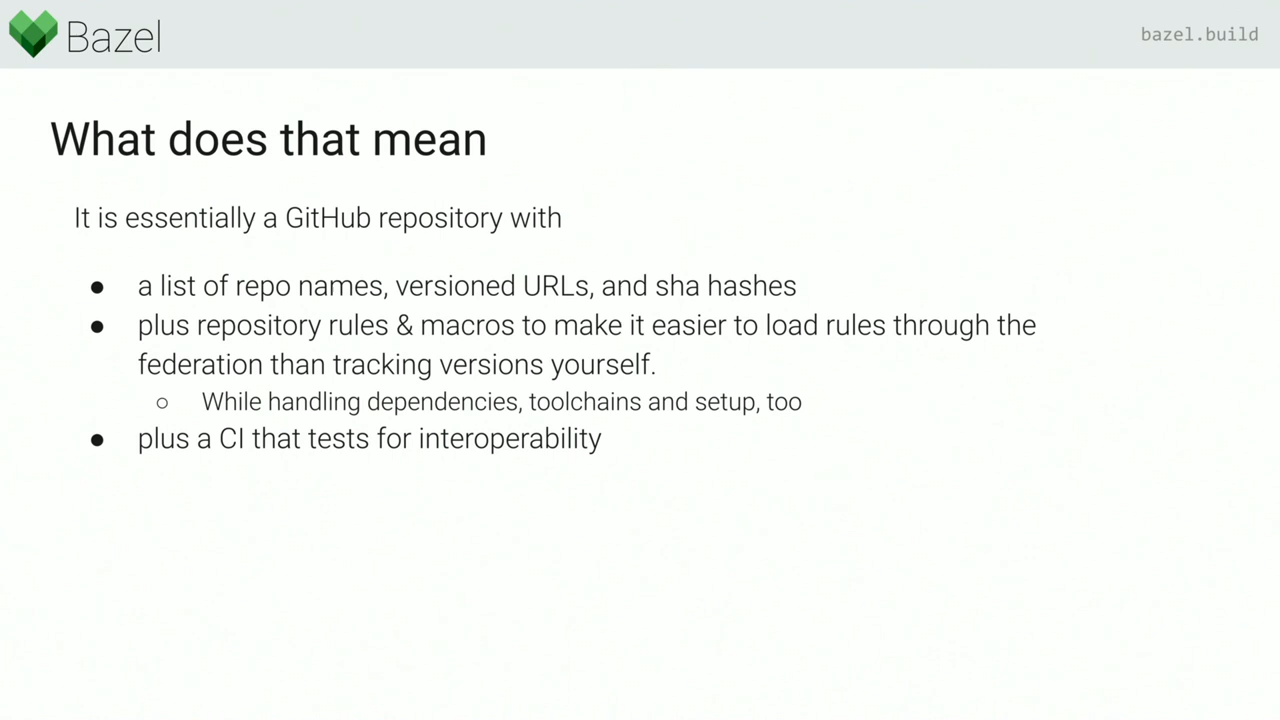 Bazel
bazel.build
What does that mean
It is essentially a GitHub repository with
● a list of repo names, versioned URLs, and sha hashes
● plus repository rules & macros to make it easier to load rules through the
federation than tracking versions yourself.
○ While handling dependencies, toolchains and setup, too
● plus a CI that tests for interoperability